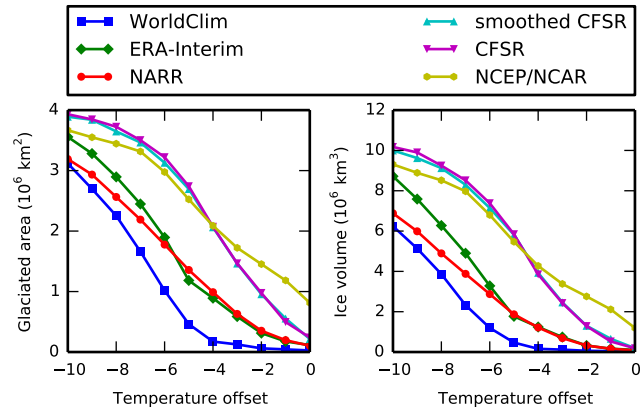 WorldClim
ERA-Interim
NARR
smoothed CFSR
CFSR
NCEP/NCAR
Glaciated area (10⁶ km²)
4
3
2
1
0
−10 −8 −6 −4 −2 0
Temperature offset
Ice volume (10⁶ km³)
12
10
8
6
4
2
0
−10 −8 −6 −4 −2 0
Temperature offset